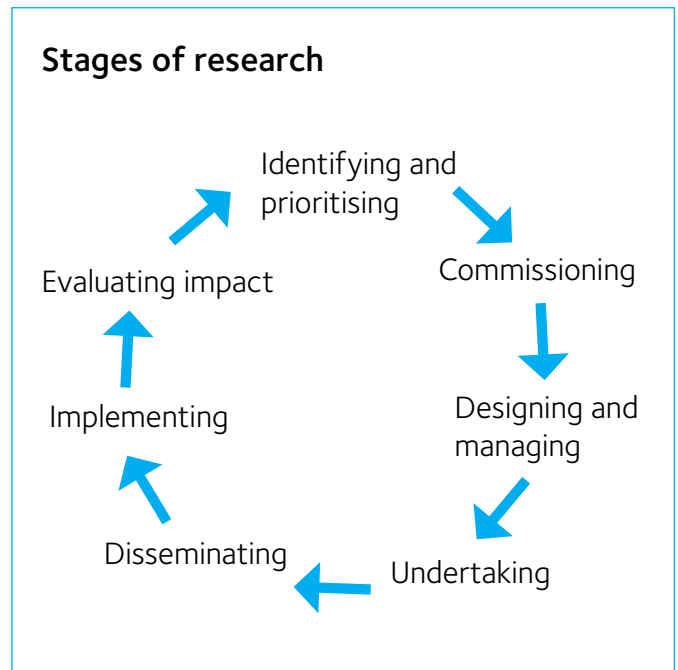 Stages of research
Identifying and
prioritising
Commissioning
Designing and
managing
Undertaking
Disseminating
Implementing
Evaluating impact